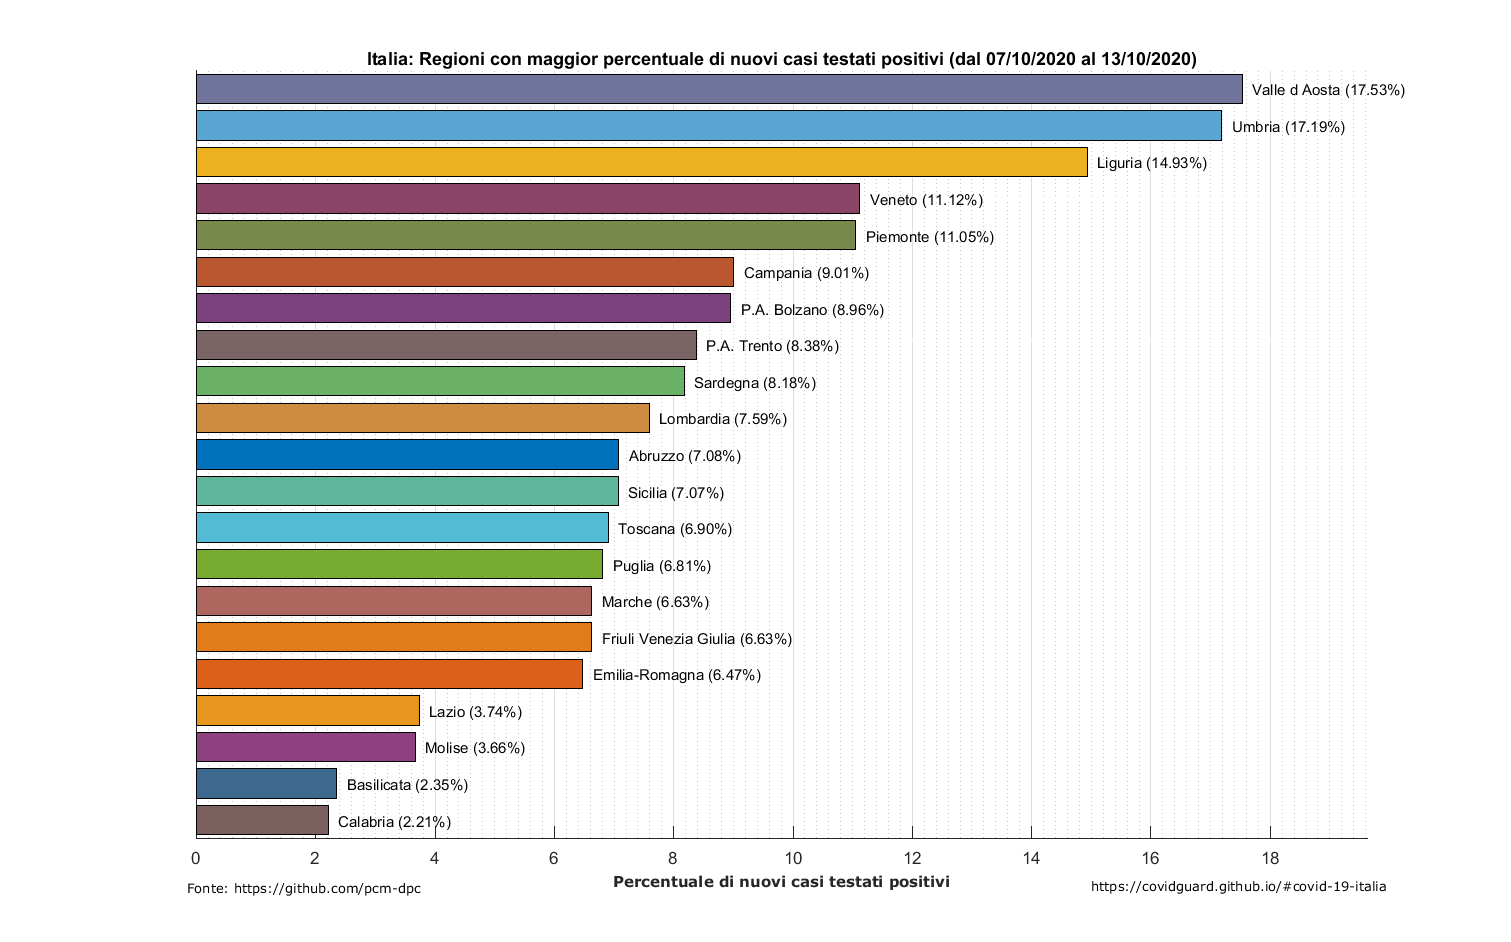 Italia: Regioni con maggior percentuale di nuovi casi testati positivi (dal 07/10/2020 al 13/10/2020)
Valle d Aosta (17.53%)
Umbria (17.19%)
Liguria (14.93%)
Veneto (11.12%)
Piemonte (11.05%)
Campania (9.01%)
P.A. Bolzano (8.96%)
P.A. Trento (8.38%)
Sardegna (8.18%)
Lombardia (7.59%)
Abruzzo (7.08%)
Sicilia (7.07%)
Toscana (6.90%)
Puglia (6.81%)
Marche (6.63%)
Friuli Venezia Giulia (6.63%)
Emilia-Romagna (6.47%)
Lazio (3.74%)
Molise (3.66%)
Basilicata (2.35%)
Calabria (2.21%)
0 2 4 6 8 10 12 14 16 18
Percentuale di nuovi casi testati positivi
Fonte: https://github.com/pcm-dpc
https://covidguard.github.io/#covid-19-italia